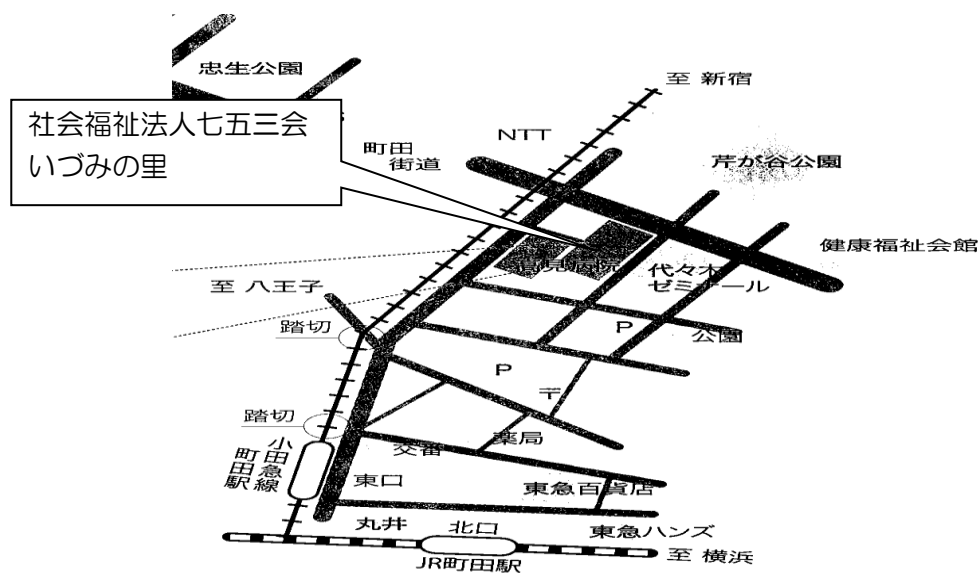 忠生公園
至 新宿
社会福祉法人七五三会
いづみの里
NTT
町田
街道
芹が谷公園
健康福祉会館
代々木
ゼミナール
至 八王子
踏切
P
公園
P
〒
踏切
小田急線
町田駅
交番
薬局
東口
東急百貨店
丸井
北口
東急ハンズ
JR町田駅
至 横浜